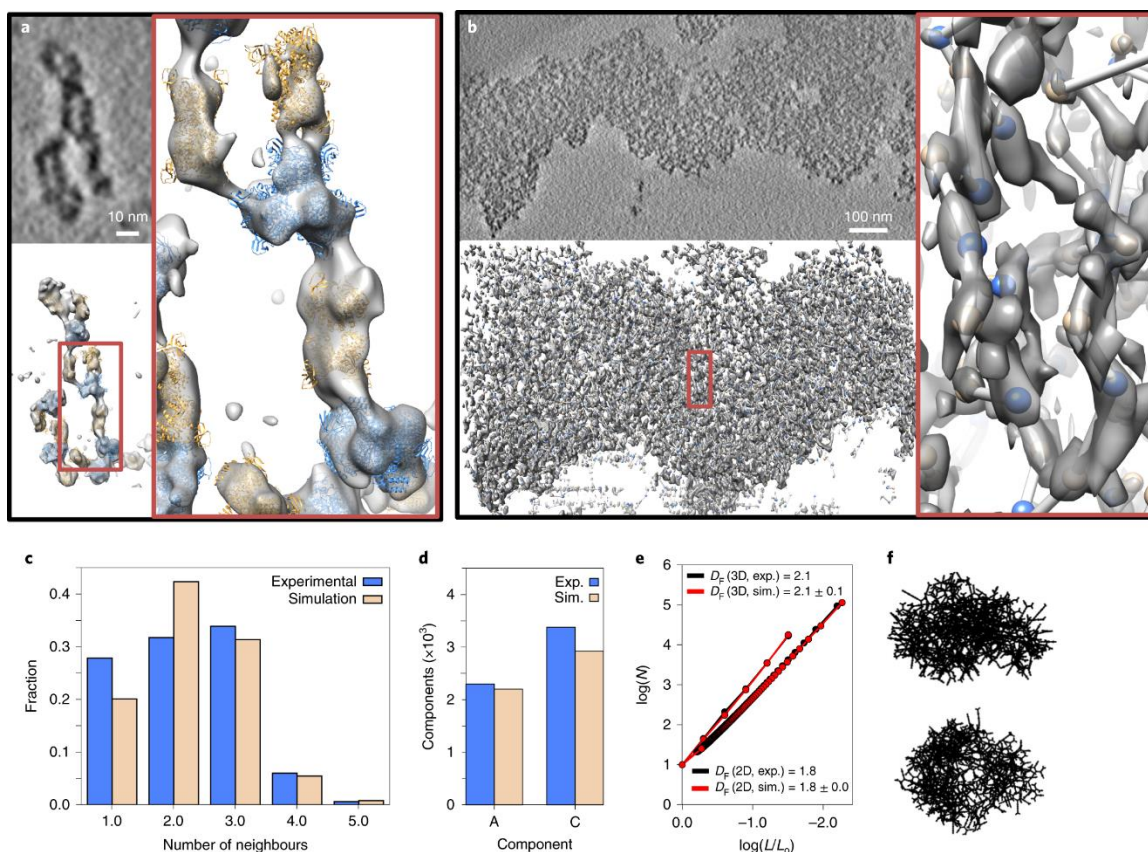 a
10 nm
b
100 nm
c
Experimental
Simulation
0.4
0.3
0.2
0.1
0.0
Fraction
1.0 2.0 3.0 4.0 5.0
Number of neighbours
d
Exp.
Sim.
4
3
2
1
0
Components (×10³)
A C
Component
e
D_F (3D, exp.) = 2.1
D_F (3D, sim.) = 2.1 ± 0.1
6
5
4
3
2
1
0
log(N)
D_F (2D, exp.) = 1.8
D_F (2D, sim.) = 1.8 ± 0.0
0.0 –1.0 –2.0
log(L/L₀)
f